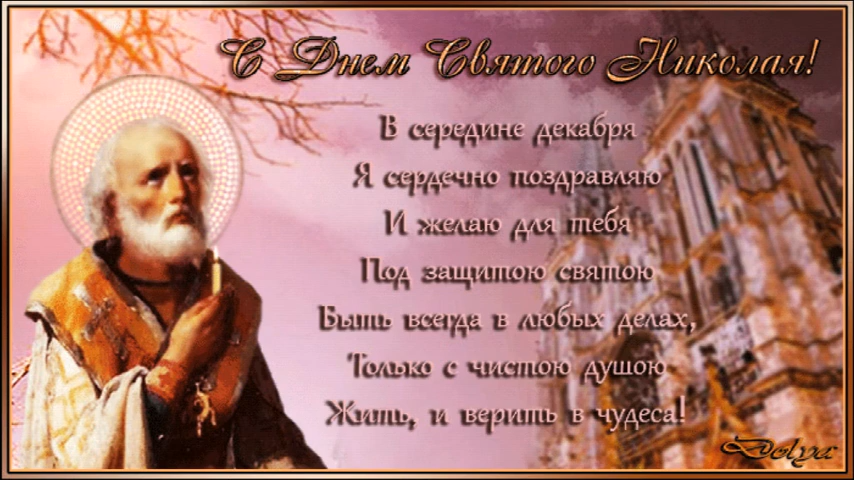 С Днем Святого Николая!
В середине декабря
Я сердечно поздравляю
И желаю для тебя
Под защитою святою
Быть всегда в любых делах,
Только с чистою душою
Жить, и верить в чудеса!
Dolya